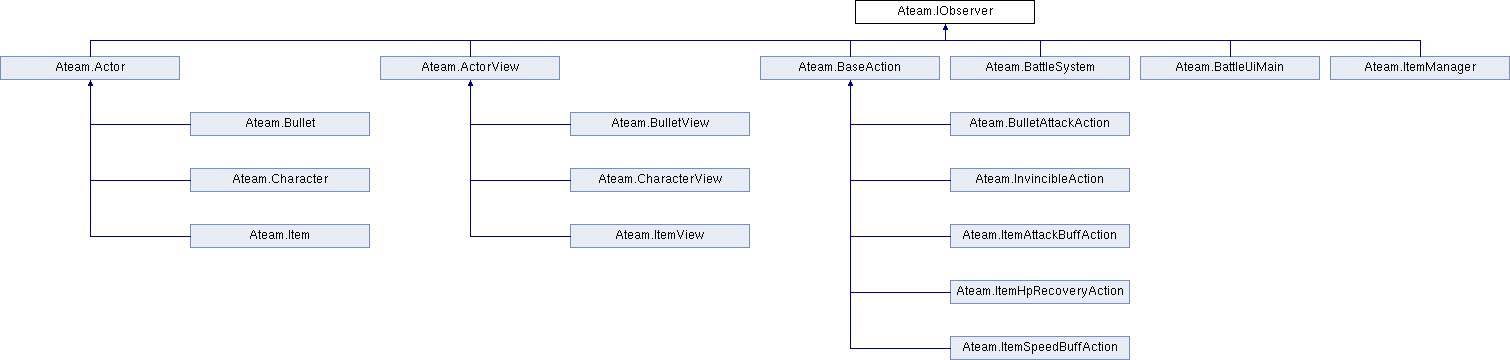 Ateam.IObserver
Ateam.Actor
Ateam.ActorView
Ateam.BaseAction
Ateam.BattleSystem
Ateam.BattleUiMain
Ateam.ItemManager
Ateam.Bullet
Ateam.BulletView
Ateam.BulletAttackAction
Ateam.Character
Ateam.CharacterView
Ateam.InvincibleAction
Ateam.Item
Ateam.ItemView
Ateam.ItemAttackBuffAction
Ateam.ItemHpRecoveryAction
Ateam.ItemSpeedBuffAction